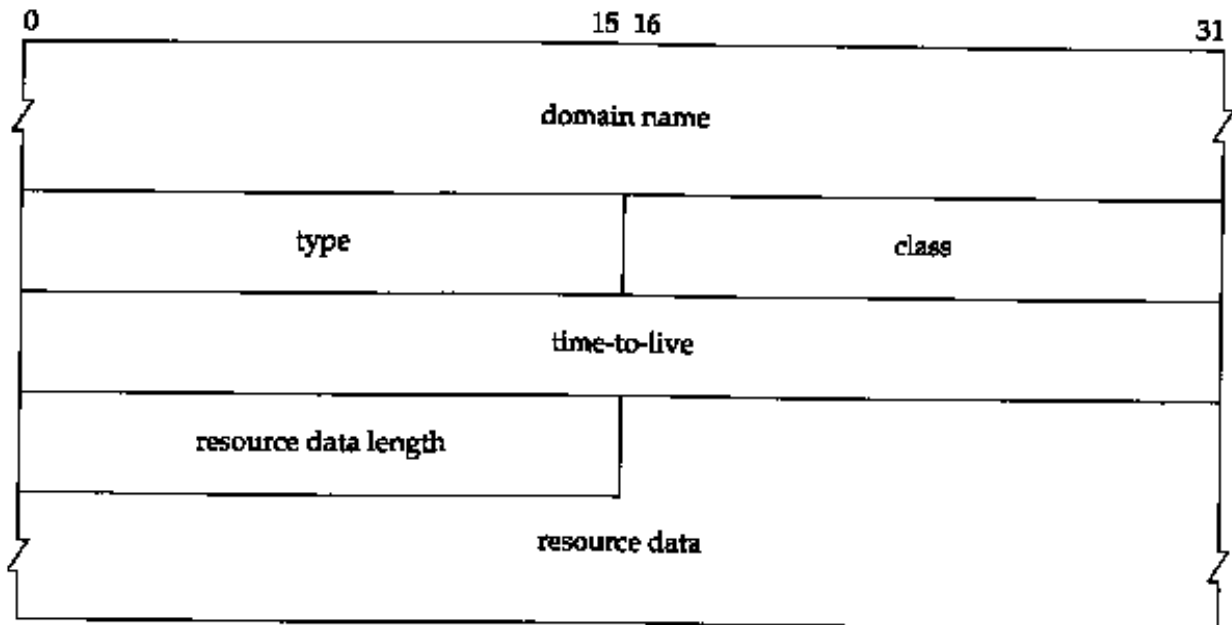 0 15 16 31
domain name
type class
time-to-live
resource data length
resource data